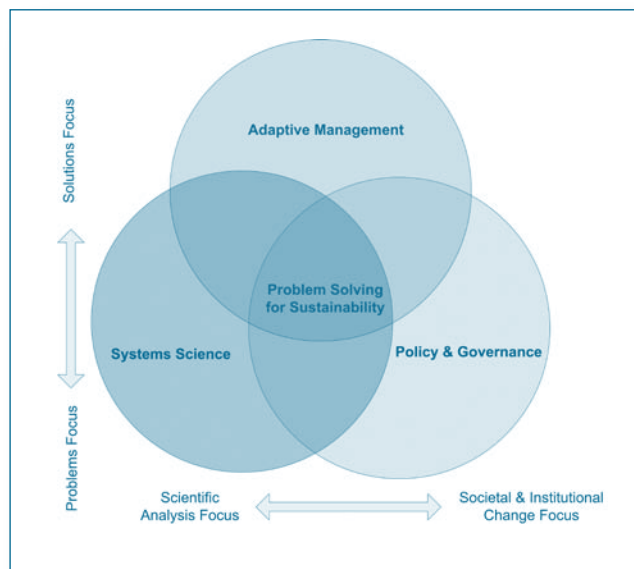 Adaptive Management
Solutions Focus
Problem Solving
for Sustainability
Systems Science
Policy & Governance
Problems Focus
Scientific
Analysis Focus
Societal & Institutional
Change Focus